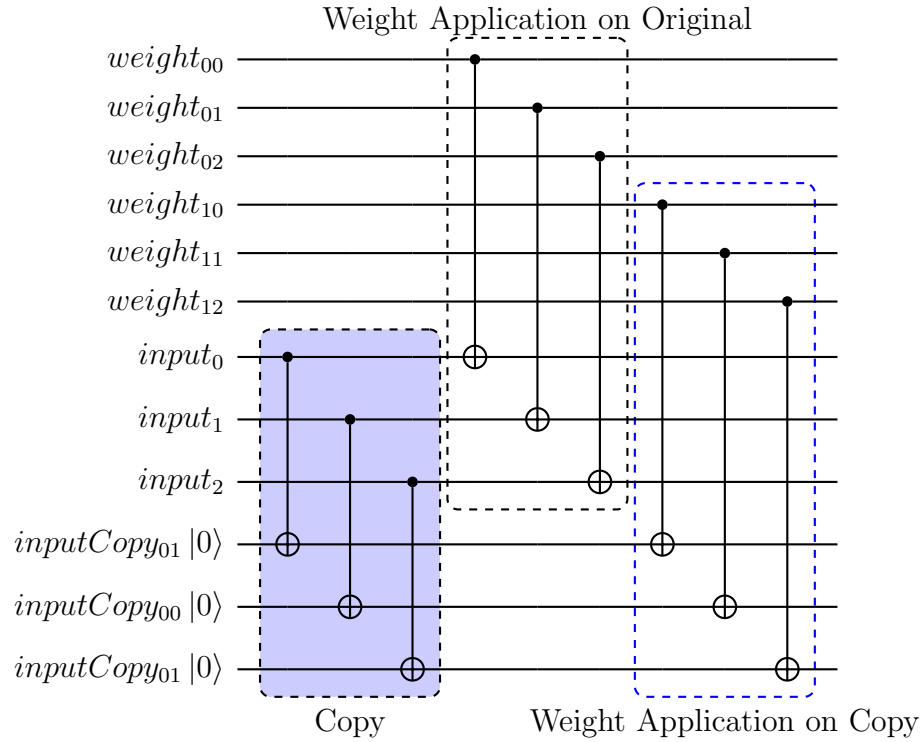 Weight Application on Original
weight₀₀
weight₀₁
weight₀₂
weight₁₀
weight₁₁
weight₁₂
input₀
input₁
input₂
inputCopy₀₁ |0⟩
inputCopy₀₀ |0⟩
inputCopy₀₁ |0⟩
Copy
Weight Application on Copy